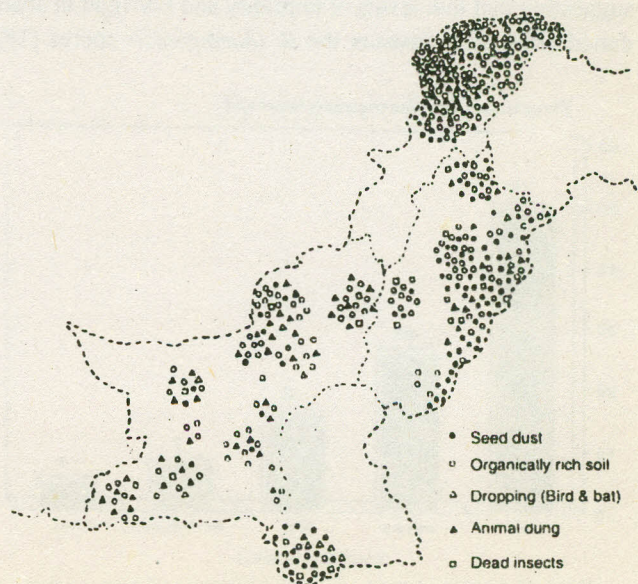 Seed dust
Organically rich soil
Dropping (Bird & bat)
Animal dung
Dead insects